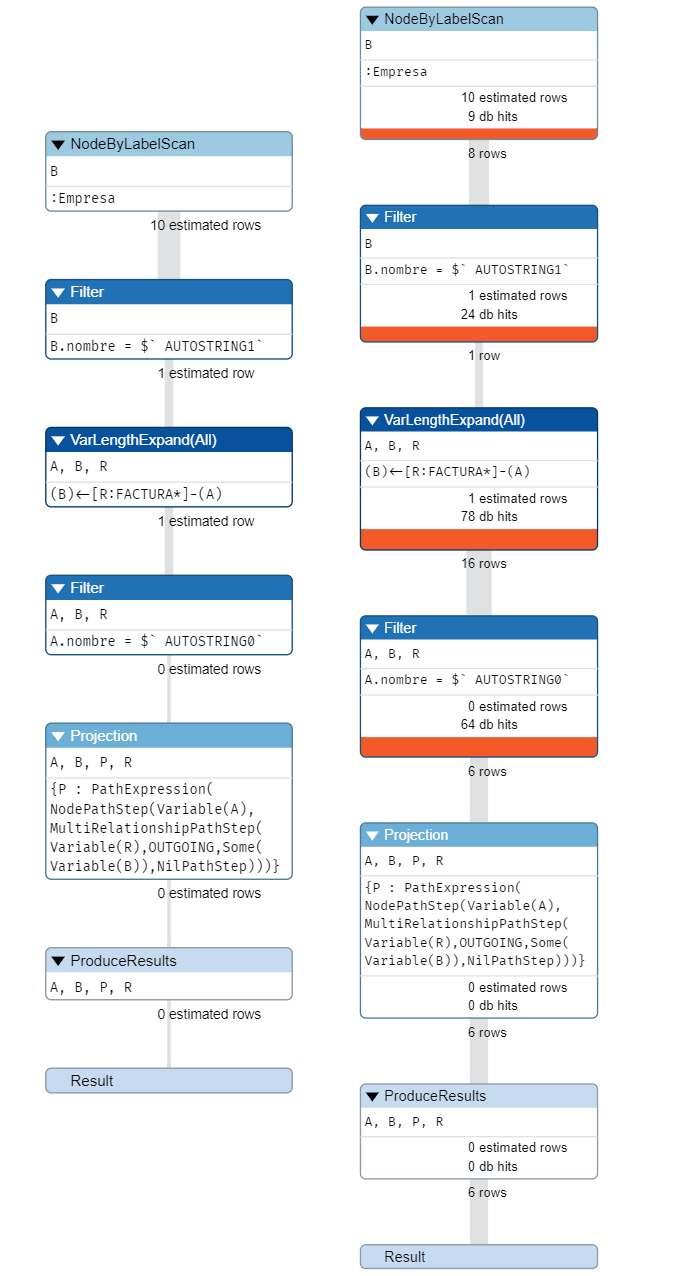 NodeByLabelScan
B
:Empresa
10 estimated rows
Filter
B
B.nombre = $` AUTOSTRING1`
1 estimated row
VarLengthExpand(All)
A, B, R
(B)<-[R:FACTURA*]-(A)
1 estimated row
Filter
A, B, R
A.nombre = $` AUTOSTRING0`
0 estimated rows
Projection
A, B, P, R
{P : PathExpression(
NodePathStep(Variable(A),
MultiRelationshipPathStep(
Variable(R),OUTGOING,Some(
Variable(B)),NilPathStep)))}
0 estimated rows
ProduceResults
A, B, P, R
0 estimated rows
Result
NodeByLabelScan
B
:Empresa
10 estimated rows
9 db hits
8 rows
Filter
B
B.nombre = $` AUTOSTRING1`
1 estimated rows
24 db hits
1 row
VarLengthExpand(All)
A, B, R
(B)<-[R:FACTURA*]-(A)
1 estimated rows
78 db hits
16 rows
Filter
A, B, R
A.nombre = $` AUTOSTRING0`
0 estimated rows
64 db hits
6 rows
Projection
A, B, P, R
{P : PathExpression(
NodePathStep(Variable(A),
MultiRelationshipPathStep(
Variable(R),OUTGOING,Some(
Variable(B)),NilPathStep)))}
0 estimated rows
0 db hits
6 rows
ProduceResults
A, B, P, R
0 estimated rows
0 db hits
6 rows
Result